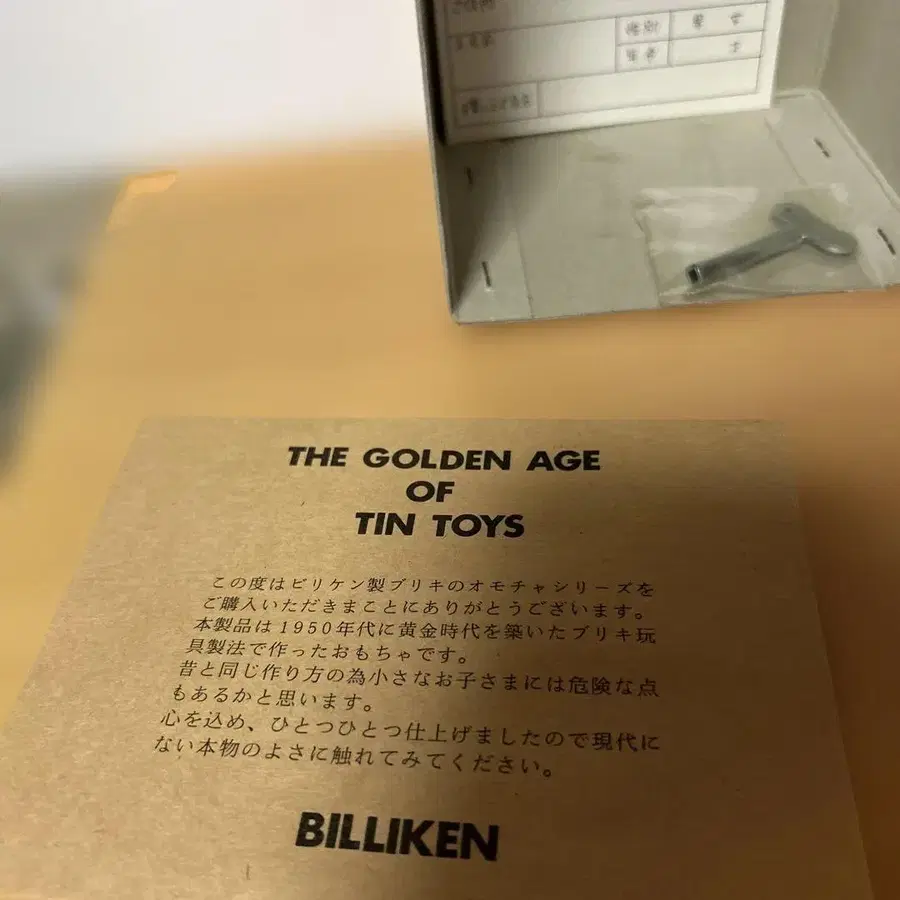 性別
THE GOLDEN AGE
OF
TIN TOYS
この度はビリケン製ブリキのオモチャシリーズを
ご購入いただきまことにありがとうございます。
本製品は1950年代に黄金時代を築いたブリキ玩
具製法で作ったおもちゃです。
昔と同じ作り方の為小さなお子さまには危険な点
もあるかと思います。
心を込め、ひとつひとつ仕上げましたので現代に
ない本物のよさに触れてみてください。
BILLIKEN